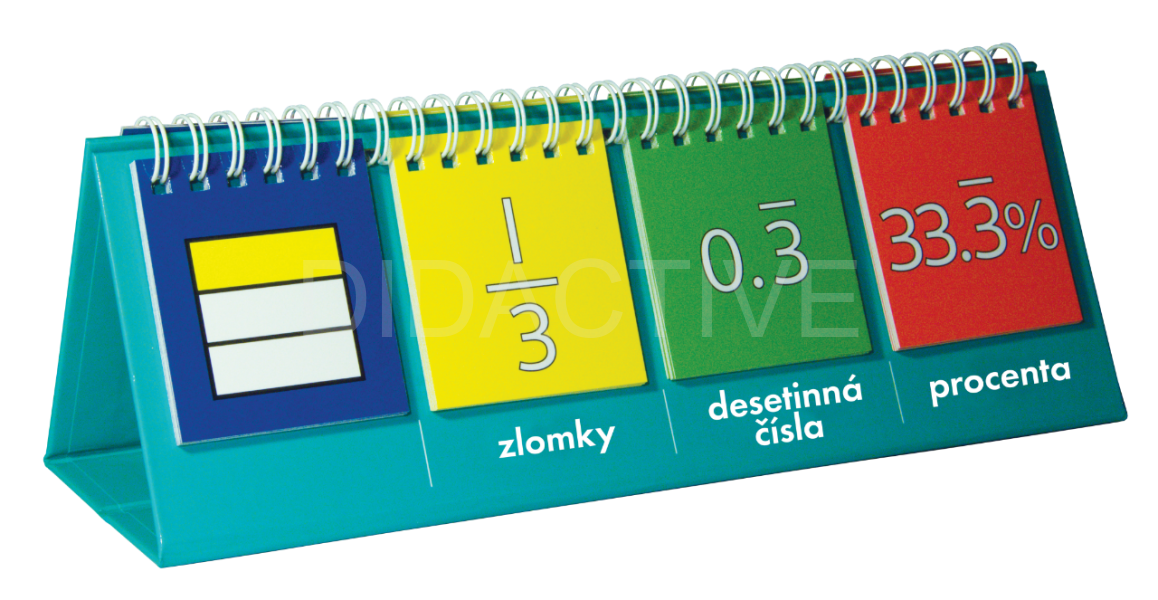 1
3
0.3̅
33.3̅%
zlomky
desetinná
čísla
procenta
DIDACTIVE